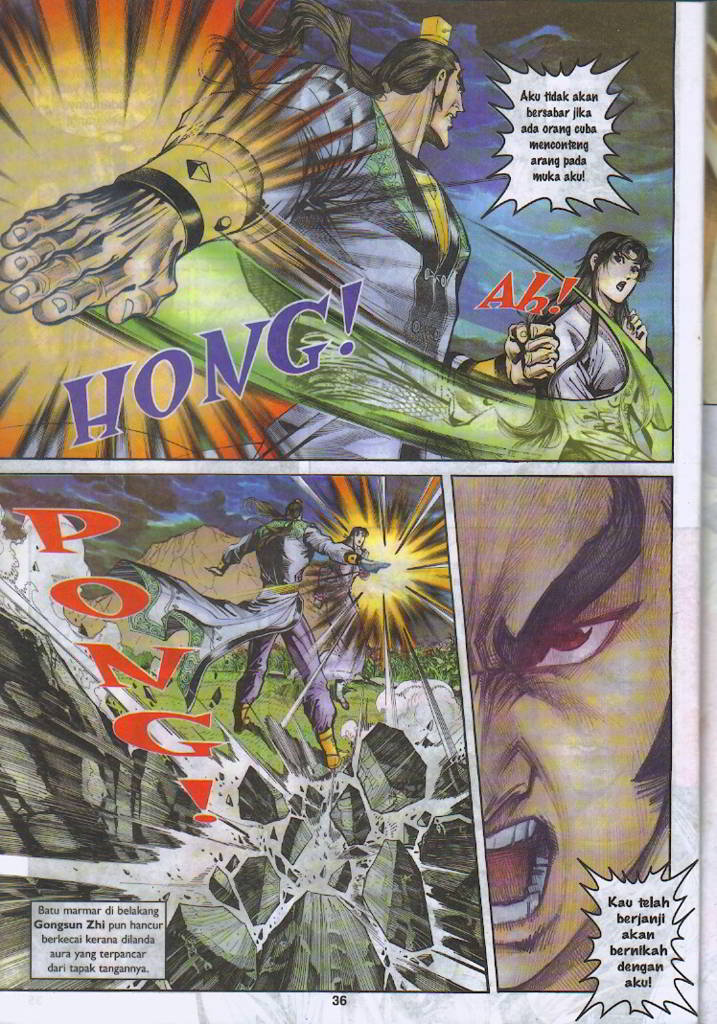 Aku tidak akan
bersabar jika
ada orang cuba
menconteng
arang pada
muka aku!
Ah!
HONG!
PONG!
Batu marmar di belakang
Gongsun Zhi pun hancur
berkecai kerana dilanda
aura yang terpancar
dari tapak tangannya.
Kau telah
berjanji
akan
bernikah
dengan
aku!
36